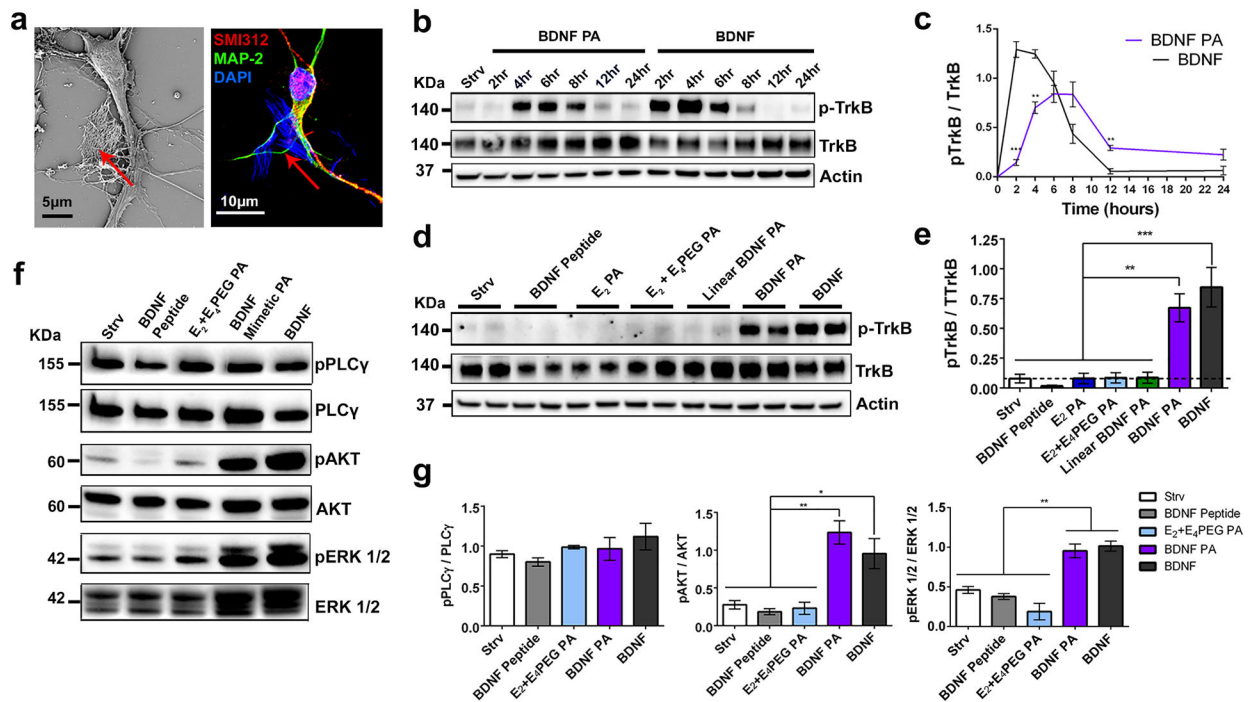 a
SMI312
MAP-2
DAPI
5µm
10µm
b
BDNF PA
BDNF
KDa
Strv
2hr
4hr
6hr
8hr
12hr
24hr
2hr
4hr
6hr
8hr
12hr
24hr
140
p-TrkB
140
TrkB
37
Actin
c
BDNF PA
BDNF
pTrkB / TrkB
1.5
1.0
0.5
0.0
***
**
**
0 2 4 6 8 10 12 14 16 18 20 22 24
Time (hours)
d
KDa
Strv
BDNF Peptide
E2 PA
E2 + E4PEG PA
Linear BDNF PA
BDNF PA
BDNF
140
p-TrkB
140
TrkB
37
Actin
e
pTrkB / TTrkB
1.25
1.00
0.75
0.50
0.25
0.00
***
**
Strv
BDNF Peptide
E2 PA
E2+E4PEG PA
Linear BDNF PA
BDNF PA
BDNF
f
KDa
Strv
BDNF
Peptide
E2+E4PEG PA
BDNF
Mimetic PA
BDNF
155
pPLCγ
155
PLCγ
60
pAKT
60
AKT
42
pERK 1/2
42
ERK 1/2
g
pPLCγ / PLCγ
1.5
1.0
0.5
0.0
Strv
BDNF Peptide
E2+E4PEG PA
BDNF PA
BDNF
pAKT / AKT
1.5
1.0
0.5
0.0
*
**
Strv
BDNF Peptide
E2+E4PEG PA
BDNF PA
BDNF
pERK 1/2 / ERK 1/2
1.5
1.0
0.5
0.0
**
Strv
BDNF Peptide
E2+E4PEG PA
BDNF PA
BDNF
Strv
BDNF Peptide
E2+E4PEG PA
BDNF PA
BDNF